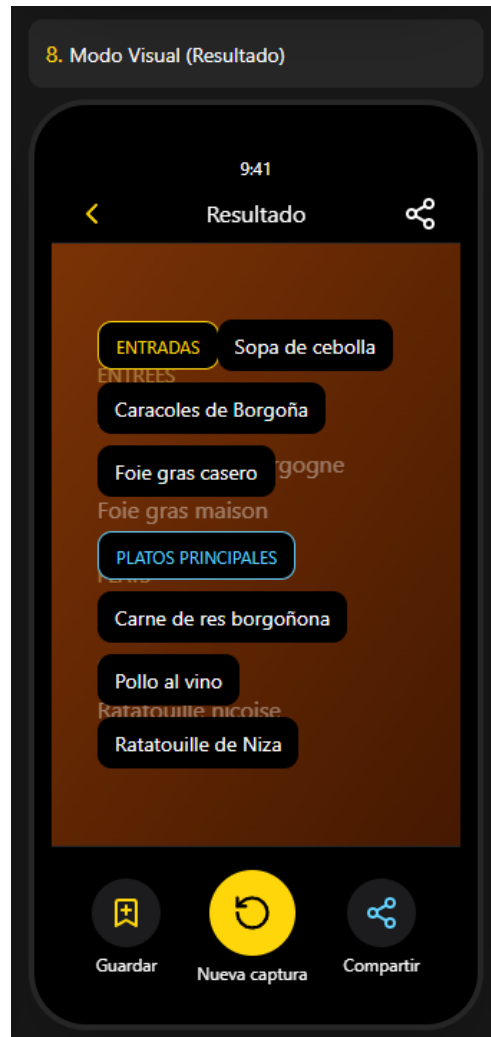 8. Modo Visual (Resultado)
9:41
Resultado
ENTRADAS Sopa de cebolla
ENTRÉES
Caracoles de Borgoña
Foie gras casero
Foie gras maison
PLATOS PRINCIPALES
Carne de res borgoñona
Pollo al vino
Ratatouille niçoise
Ratatouille de Niza
Guardar
Nueva captura
Compartir